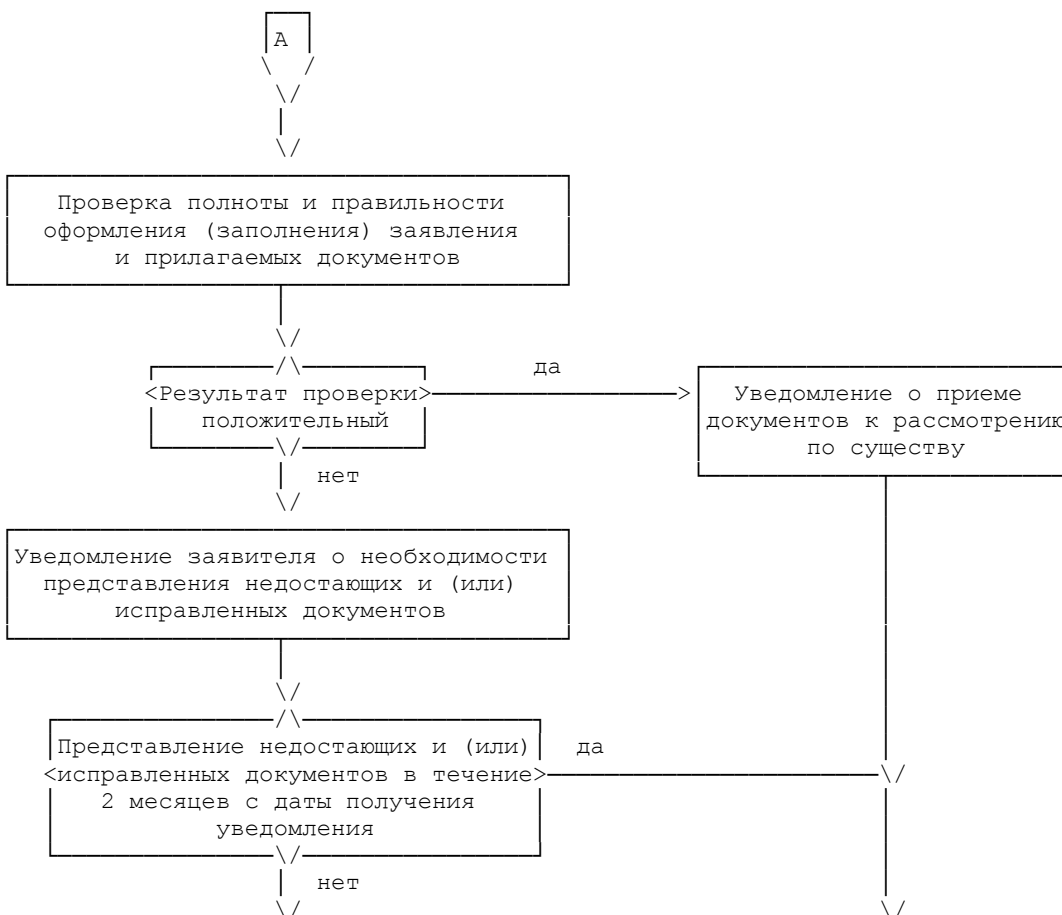 А
Проверка полноты и правильности
оформления (заполнения) заявления
и прилагаемых документов
да
<Результат проверки>
положительный
Уведомление о приеме
документов к рассмотрению
по существу
нет
Уведомление заявителя о необходимости
представления недостающих и (или)
исправленных документов
Представление недостающих и (или)
да
<исправленных документов в течение>
2 месяцев с даты получения
уведомления
нет